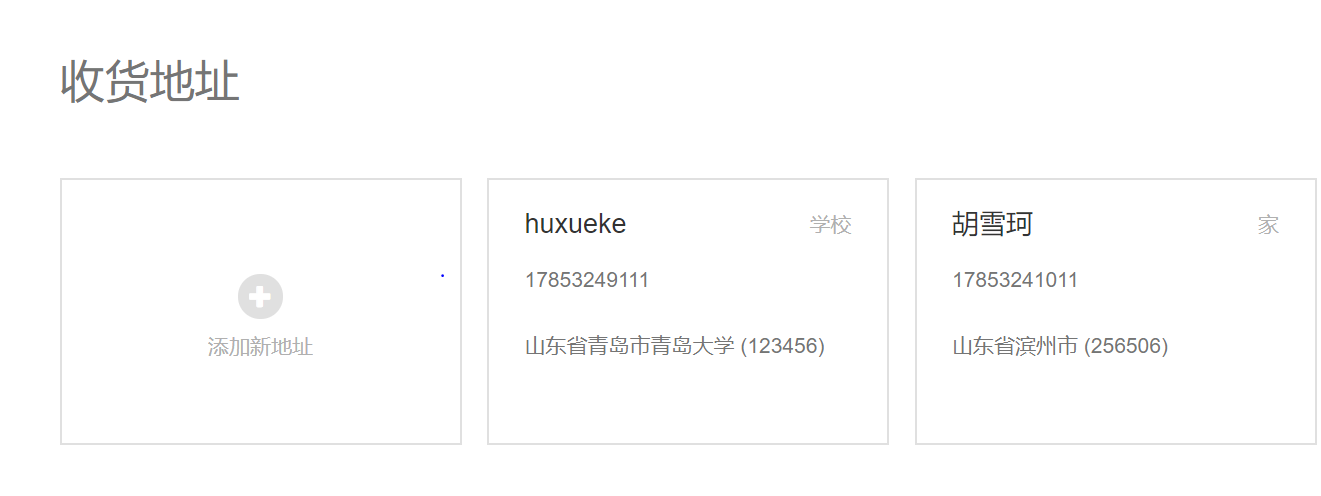 收货地址
添加新地址
huxueke 学校
17853249111
山东省青岛市青岛大学 (123456)
胡雪珂 家
17853241011
山东省滨州市 (256506)